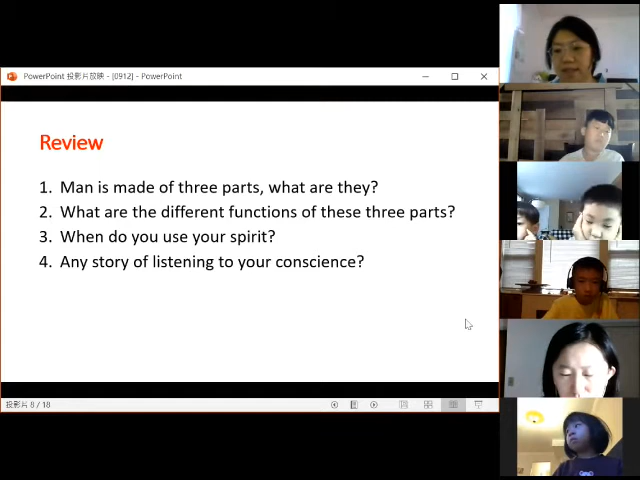 PowerPoint 投影片放映 - [0912] - PowerPoint
Review
1. Man is made of three parts, what are they?
2. What are the different functions of these three parts?
3. When do you use your spirit?
4. Any story of listening to your conscience?
投影片 8 / 18